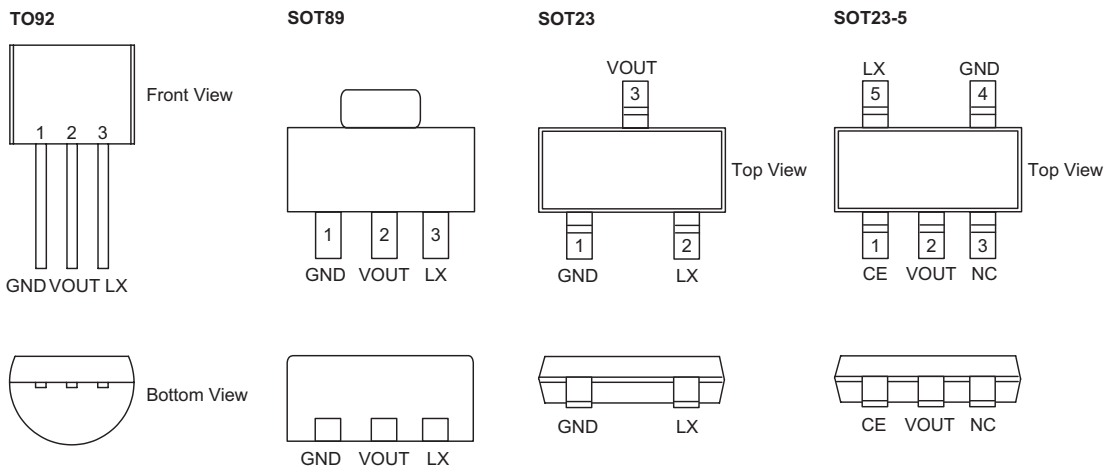 TO92 SOT89 SOT23 SOT23-5
VOUT LX GND
3 5 4
Front View
1 2 3
Top View Top View
1 2 3 1 2 1 2 3
GND VOUT LX GND LX CE VOUT NC
GND VOUT LX
Bottom View
GND LX CE VOUT NC
GND VOUT LX